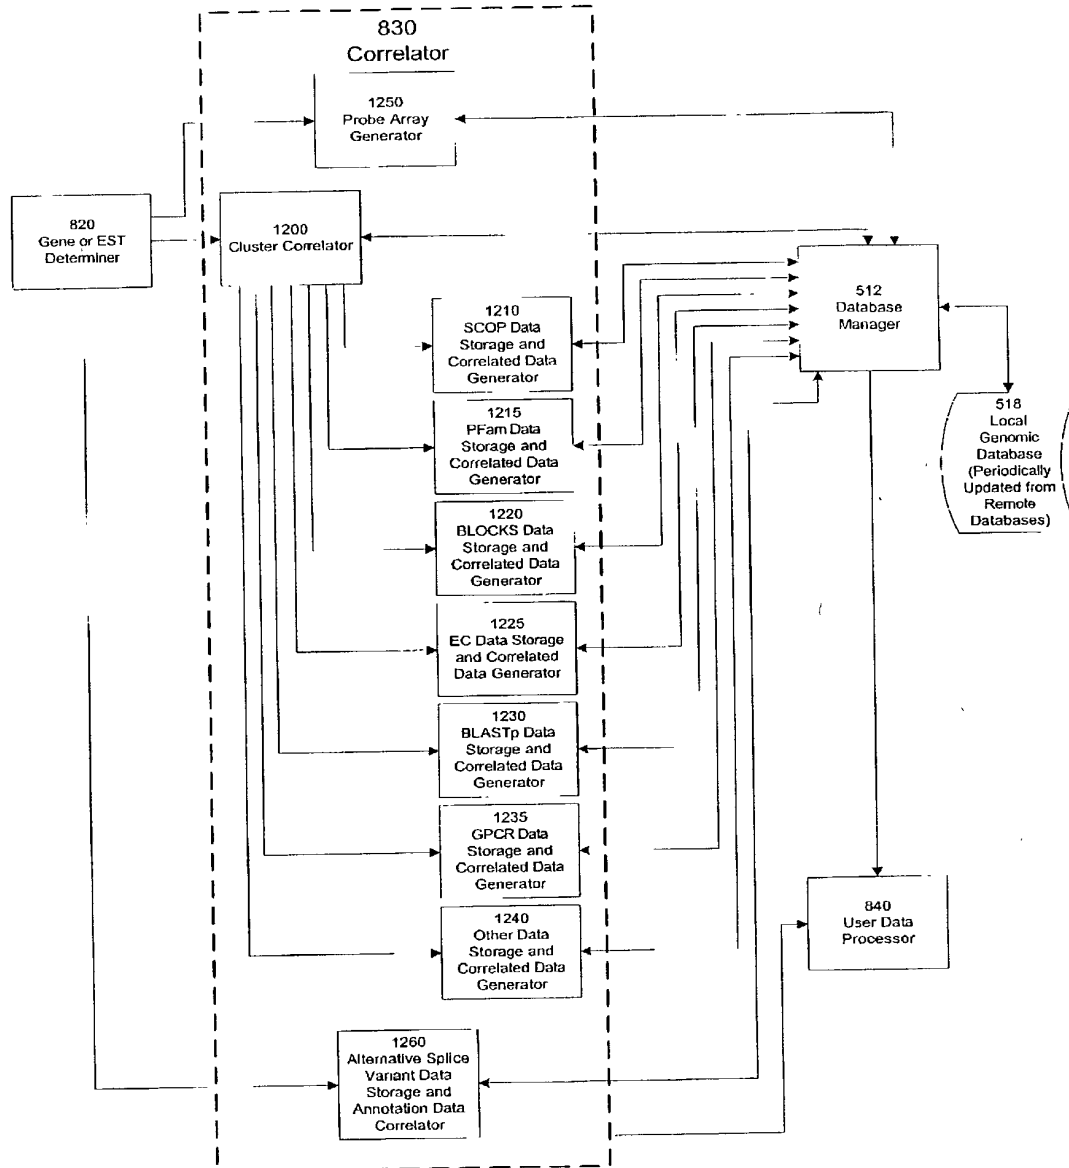 830
Correlator
1250
Probe Array
Generator
820
Gene or EST
Determiner
1200
Cluster Correlator
512
Database
Manager
1210
SCOP Data
Storage and
Correlated Data
Generator
518
Local
Genomic
Database
(Periodically
Updated from
Remote
Databases)
1215
PFam Data
Storage and
Correlated Data
Generator
1220
BLOCKS Data
Storage and
Correlated Data
Generator
1225
EC Data Storage
and Correlated
Data Generator
1230
BLASTp Data
Storage and
Correlated Data
Generator
1235
GPCR Data
Storage and
Correlated Data
Generator
840
User Data
Processor
1240
Other Data
Storage and
Correlated Data
Generator
1260
Alternative Splice
Variant Data
Storage and
Annotation Data
Correlator